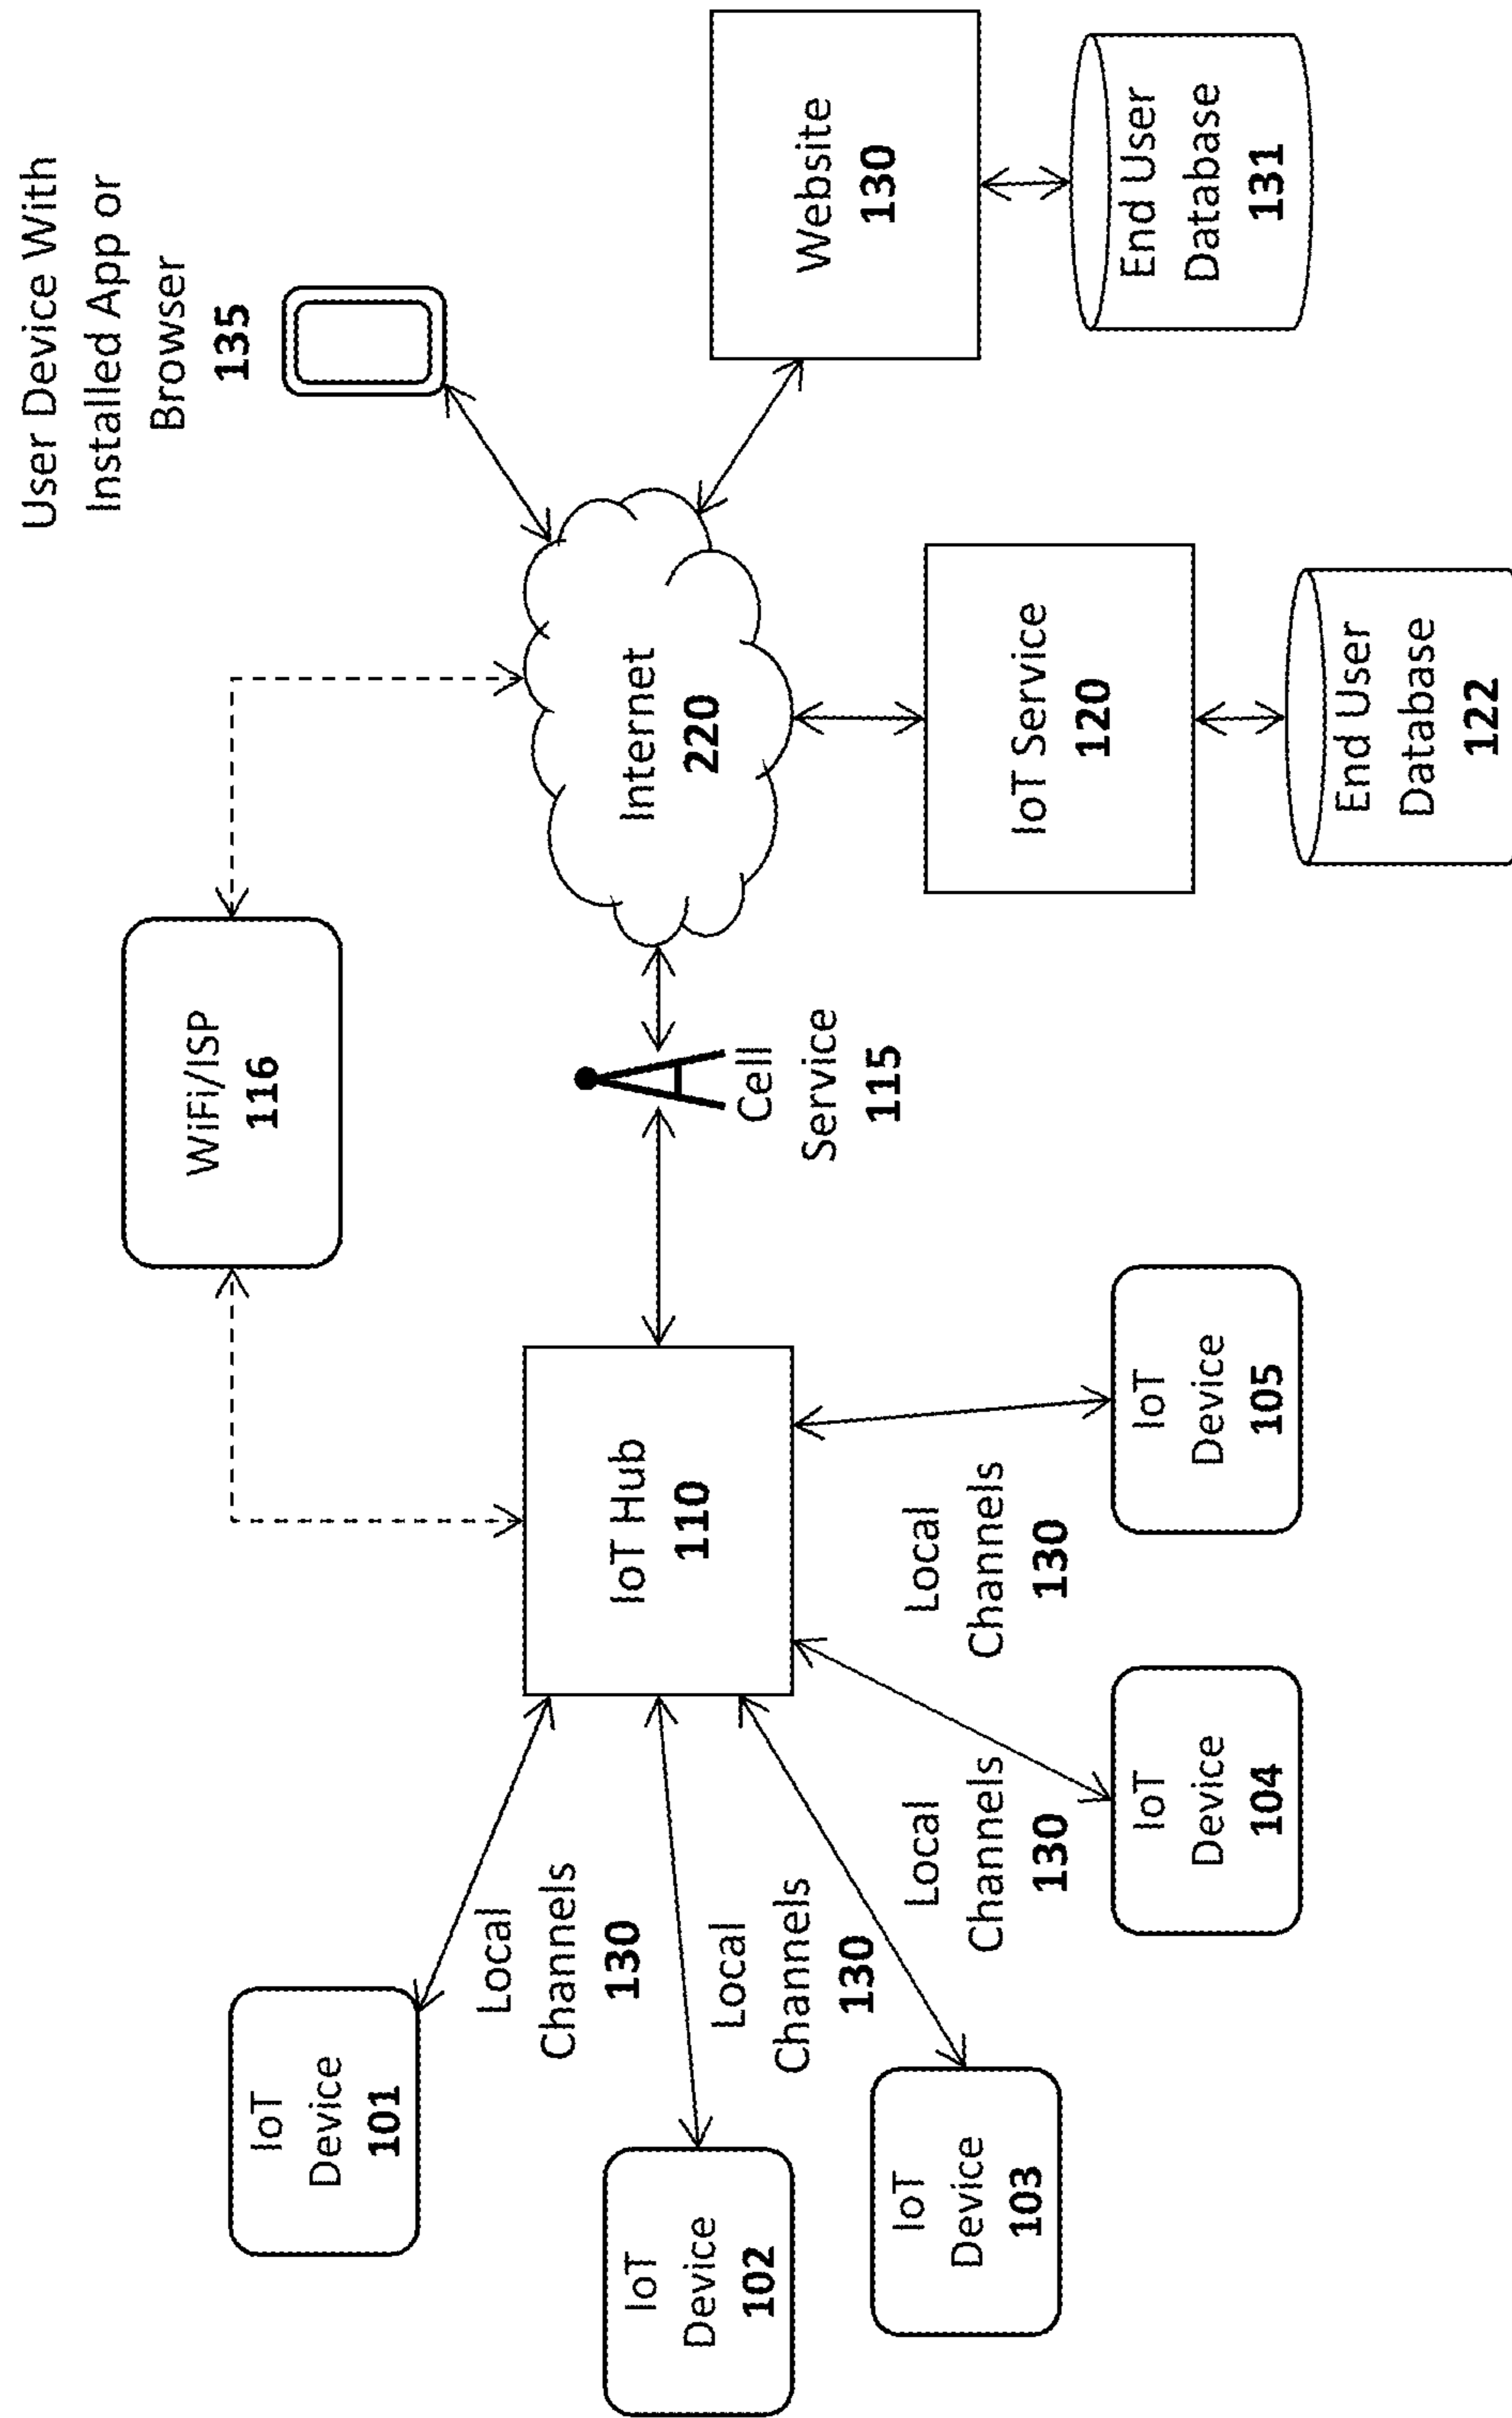 User Device With
Installed App or
Browser
135
WiFi/ISP
116
IoT
Device
101
Local
Channels
130
IoT
Device
102
Local
Channels
130
IoT
Device
103
IoT Hub
110
Local
Channels
130
IoT
Device
104
Local
Channels
130
IoT
Device
105
Cell
Service
115
Internet
220
IoT Service
120
End User
Database
122
Website
130
End User
Database
131